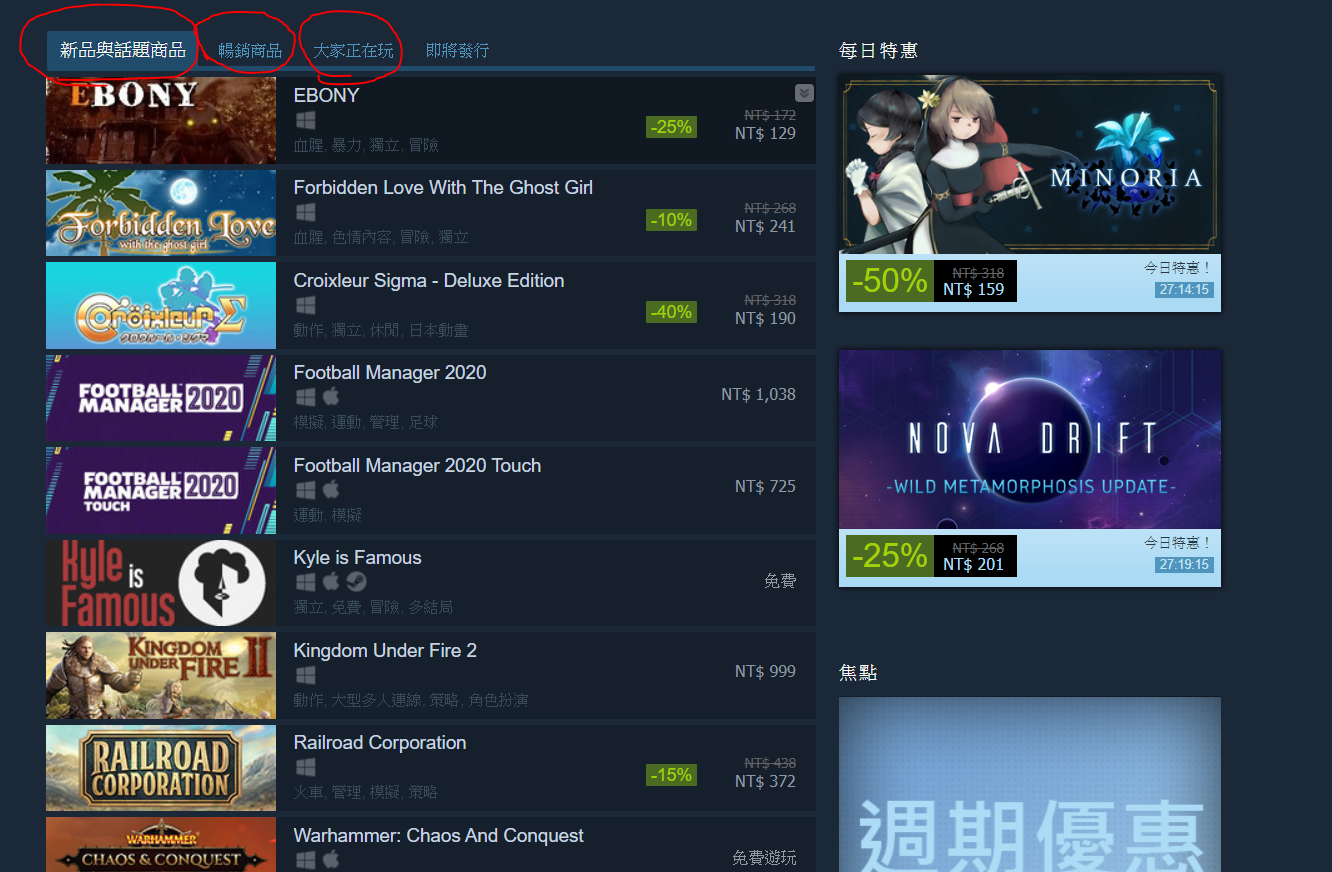 新品與話題商品 暢銷商品 大家正在玩 即將發行
EBONY
EBONY
-25%
NT$ 172
NT$ 129
血腥, 暴力, 獨立, 冒險
Forbidden Love
with the ghost girl
Forbidden Love With The Ghost Girl
-10%
NT$ 268
NT$ 241
血腥, 色情內容, 冒險, 獨立
Croixleur Σ
クロワルール・シグマ
Croixleur Sigma - Deluxe Edition
-40%
NT$ 318
NT$ 190
動作, 獨立, 休閒, 日本動畫
FOOTBALL
MANAGER 2020
Football Manager 2020
NT$ 1,038
模擬, 運動, 管理, 足球
FOOTBALL
MANAGER 2020
TOUCH
Football Manager 2020 Touch
NT$ 725
運動, 模擬
Kyle is
Famous
Kyle is Famous
免費
獨立, 免費, 冒險, 多結局
KINGDOM
UNDER FIRE II
Kingdom Under Fire 2
NT$ 999
動作, 大型多人連線, 策略, 角色扮演
RAILROAD
CORPORATION
Railroad Corporation
-15%
NT$ 438
NT$ 372
火車, 管理, 模擬, 策略
WARHAMMER
CHAOS & CONQUEST
Warhammer: Chaos And Conquest
免費遊玩
每日特惠
MINORIA
-50%
NT$ 318
NT$ 159
今日特惠！
27:14:15
NOVA DRIFT
-WILD METAMORPHOSIS UPDATE-
-25%
NT$ 268
NT$ 201
今日特惠！
27:19:15
焦點
週期優惠